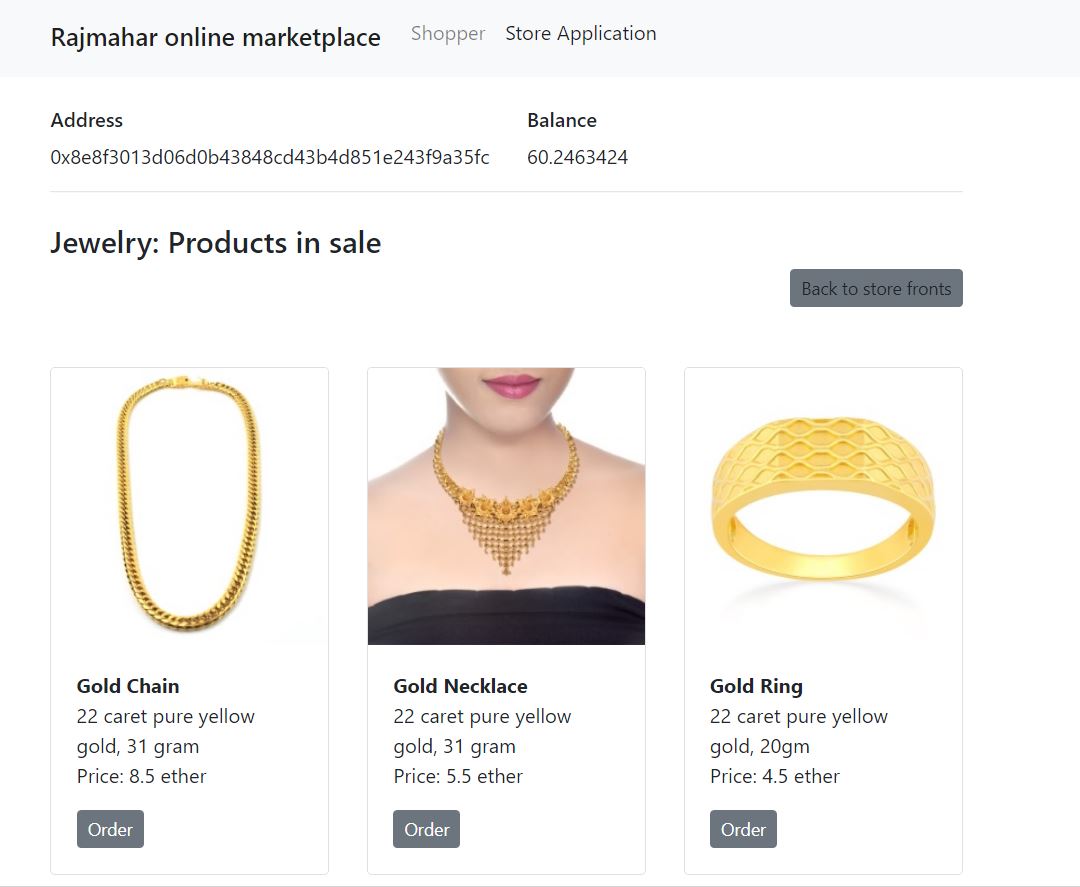 Rajmahar online marketplace Shopper Store Application
Address Balance
0x8e8f3013d06d0b43848cd43b4d851e243f9a35fc 60.2463424
Jewelry: Products in sale
Back to store fronts
Gold Chain
22 caret pure yellow
gold, 31 gram
Price: 8.5 ether
Order
Gold Necklace
22 caret pure yellow
gold, 31 gram
Price: 5.5 ether
Order
Gold Ring
22 caret pure yellow
gold, 20gm
Price: 4.5 ether
Order